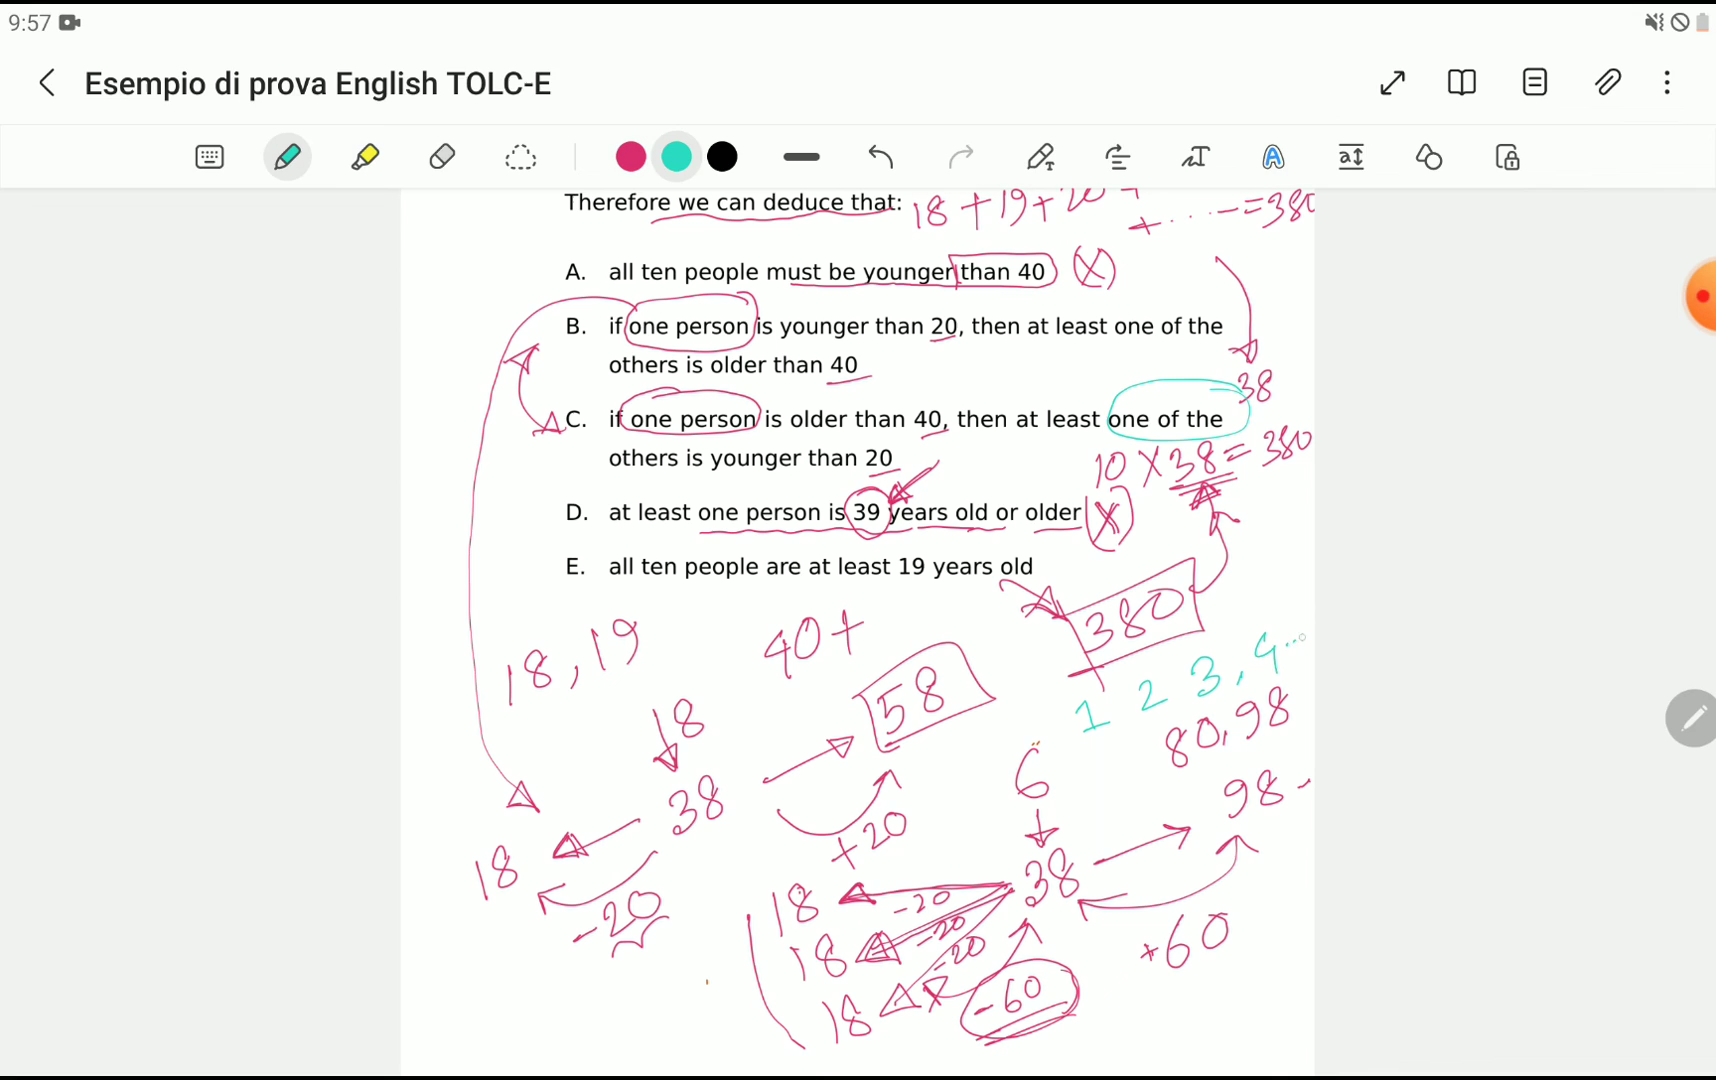 9:57
Esempio di prova English TOLC-E
Therefore we can deduce that: 18 + 19 + 20 +
+ ...... = 380
A. all ten people must be younger than 40 (X)
B. if one person is younger than 20, then at least one of the
others is older than 40
38
C. if one person is older than 40, then at least one of the
others is younger than 20
10 X 38 = 380
D. at least one person is 39 years old or older (X)
E. all ten people are at least 19 years old
380
18, 19
40+
58
1 2 3, 4...
80, 98
18
6
98
38
+20
18
-20
38
+60
18 -20
18 -20
18 -20
-60